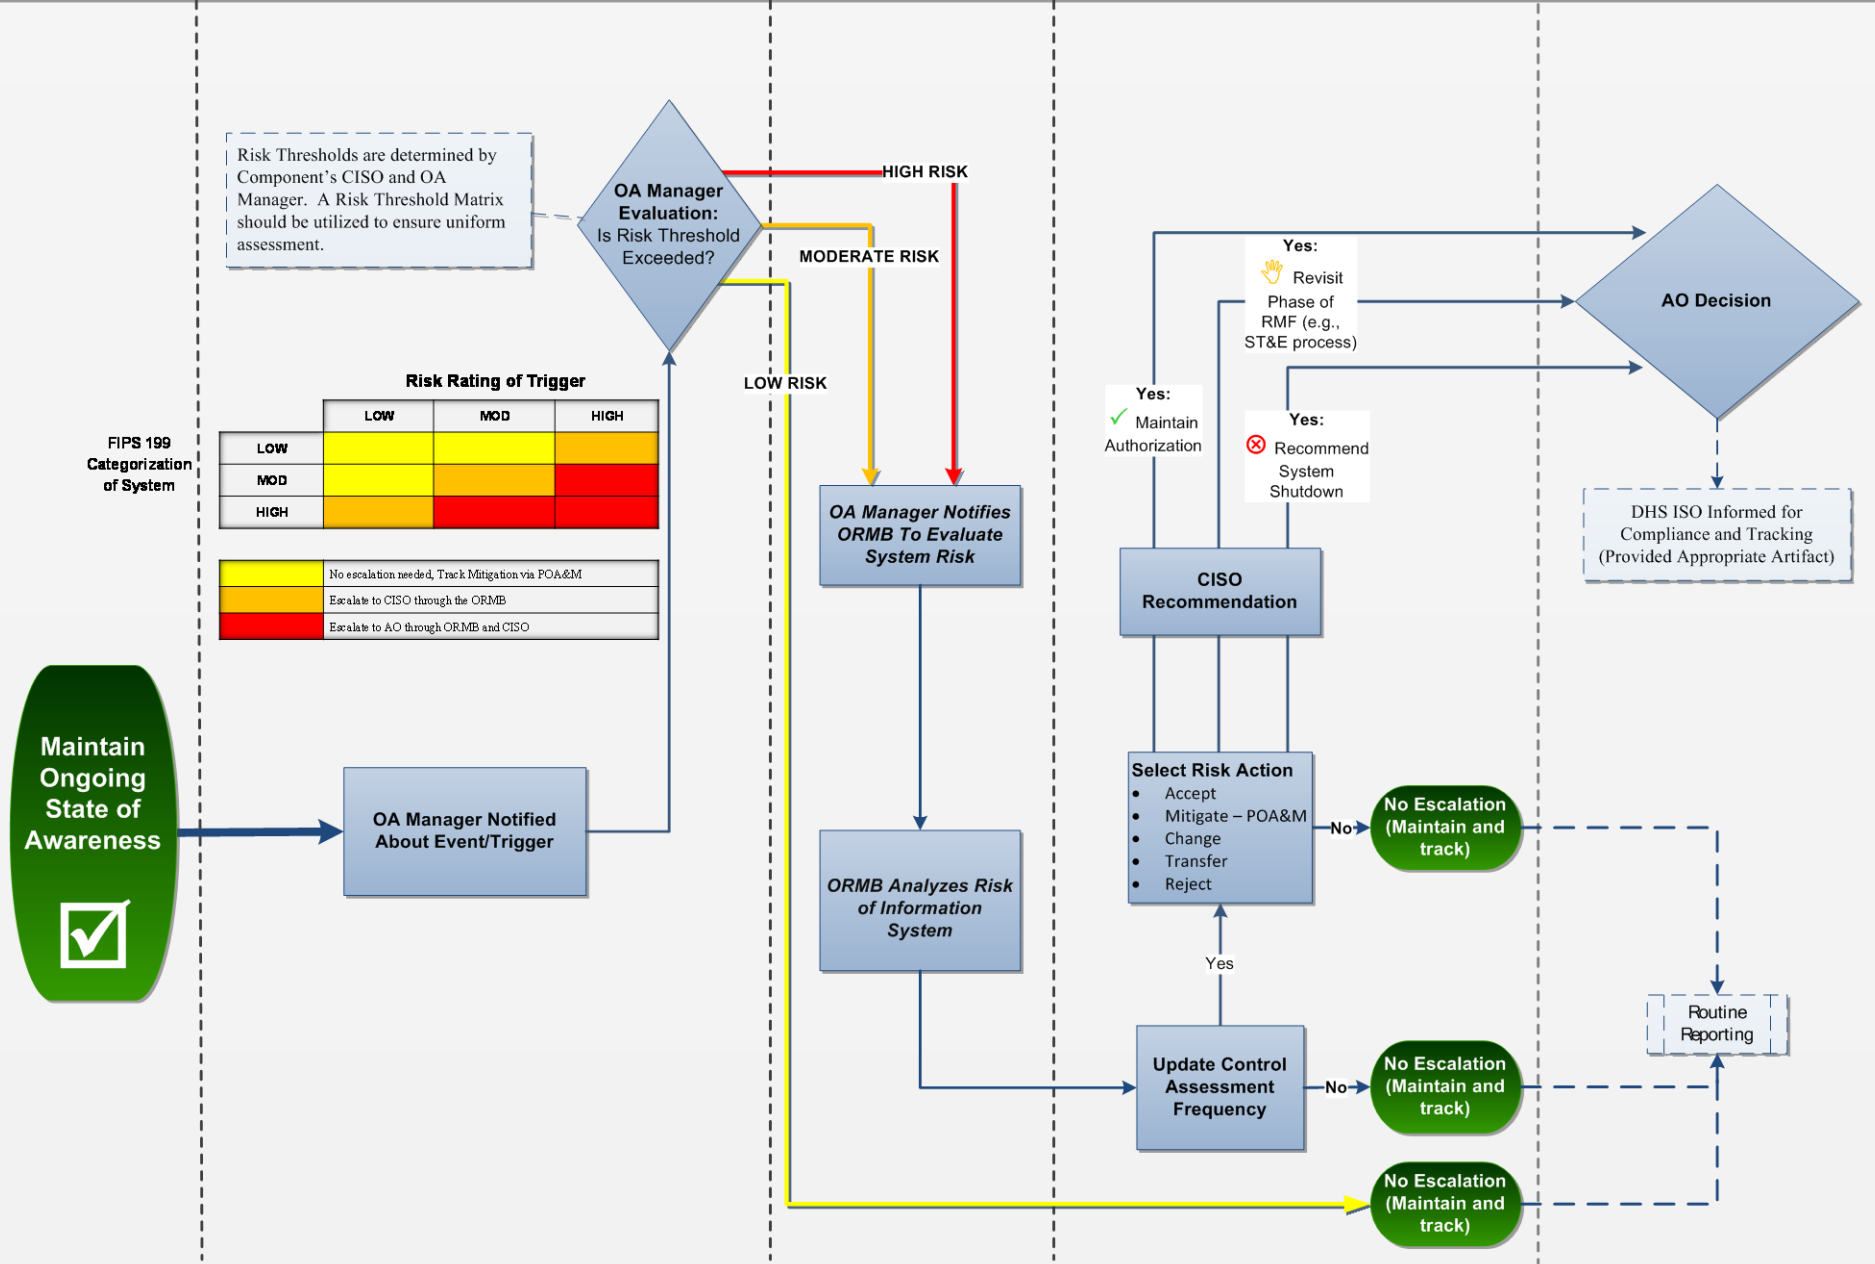 Maintain
Ongoing
State of
Awareness
Risk Thresholds are determined by
Component's CISO and OA
Manager.  A Risk Threshold Matrix
should be utilized to ensure uniform
assessment.
OA Manager
Evaluation:
Is Risk Threshold
Exceeded?
Risk Rating of Trigger
LOW MOD HIGH
FIPS 199
Categorization
of System
LOW
MOD
HIGH
No escalation needed, Track Mitigation via POA&M
Escalate to CISO through the ORMB
Escalate to AO through ORMB and CISO
OA Manager Notified
About Event/Trigger
HIGH RISK
MODERATE RISK
LOW RISK
OA Manager Notifies
ORMB To Evaluate
System Risk
ORMB Analyzes Risk
of Information
System
Yes:
Maintain
Authorization
Yes:
Revisit
Phase of
RMF (e.g.,
ST&E process)
Yes:
Recommend
System
Shutdown
CISO
Recommendation
Select Risk Action
• Accept
• Mitigate – POA&M
• Change
• Transfer
• Reject
No
No Escalation
(Maintain and
track)
Yes
Update Control
Assessment
Frequency
No
No Escalation
(Maintain and
track)
No Escalation
(Maintain and
track)
AO Decision
DHS ISO Informed for
Compliance and Tracking
(Provided Appropriate Artifact)
Routine
Reporting